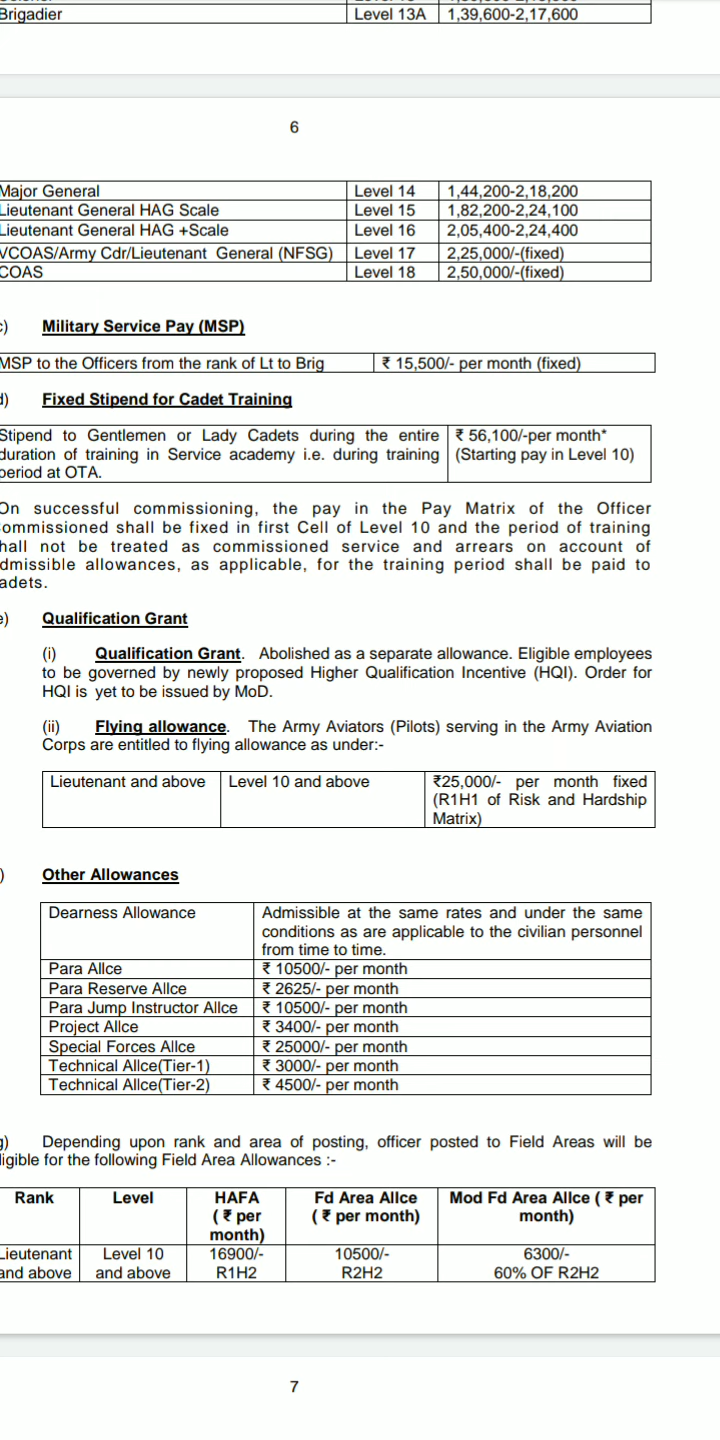 Brigadier Level 13A 1,39,600-2,17,600
6
Major General Level 14 1,44,200-2,18,200
Lieutenant General HAG Scale Level 15 1,82,200-2,24,100
Lieutenant General HAG +Scale Level 16 2,05,400-2,24,400
VCOAS/Army Cdr/Lieutenant General (NFSG) Level 17 2,25,000/-(fixed)
COAS Level 18 2,50,000/-(fixed)
c) Military Service Pay (MSP)
MSP to the Officers from the rank of Lt to Brig ₹ 15,500/- per month (fixed)
d) Fixed Stipend for Cadet Training
Stipend to Gentlemen or Lady Cadets during the entire ₹ 56,100/-per month*
duration of training in Service academy i.e. during training (Starting pay in Level 10)
period at OTA.
On successful commissioning, the pay in the Pay Matrix of the Officer
ommissioned shall be fixed in first Cell of Level 10 and the period of training
hall not be treated as commissioned service and arrears on account of
dmissible allowances, as applicable, for the training period shall be paid to
adets.
e) Qualification Grant
(i) Qualification Grant. Abolished as a separate allowance. Eligible employees
to be governed by newly proposed Higher Qualification Incentive (HQI). Order for
HQI is yet to be issued by MoD.
(ii) Flying allowance. The Army Aviators (Pilots) serving in the Army Aviation
Corps are entitled to flying allowance as under:-
Lieutenant and above Level 10 and above ₹25,000/- per month fixed
(R1H1 of Risk and Hardship
Matrix)
) Other Allowances
Dearness Allowance Admissible at the same rates and under the same
conditions as are applicable to the civilian personnel
from time to time.
Para Allce ₹ 10500/- per month
Para Reserve Allce ₹ 2625/- per month
Para Jump Instructor Allce ₹ 10500/- per month
Project Allce ₹ 3400/- per month
Special Forces Allce ₹ 25000/- per month
Technical Allce(Tier-1) ₹ 3000/- per month
Technical Allce(Tier-2) ₹ 4500/- per month
g) Depending upon rank and area of posting, officer posted to Field Areas will be
ligible for the following Field Area Allowances :-
Rank Level HAFA Fd Area Allce Mod Fd Area Allce ( ₹ per
( ₹ per ( ₹ per month) month)
month)
Lieutenant Level 10 16900/- 10500/- 6300/-
and above and above R1H2 R2H2 60% OF R2H2
7